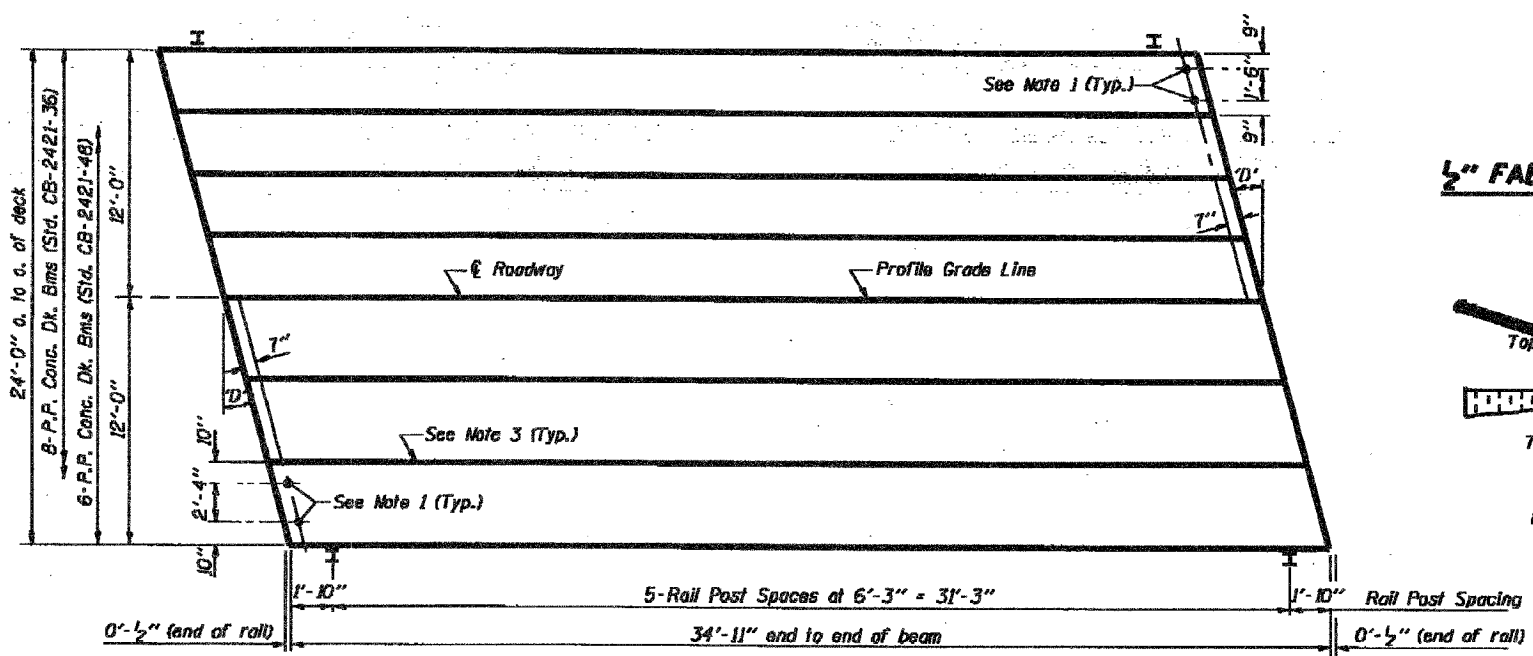 9"
1'-6"
9"
See Note 1 (Typ.)
24'-0" o. to o. of deck
8-P.P. Conc. Dk. Bms (Std. CB-2421-36)
6-P.P. Conc. Dk. Bms (Std. CB-2421-48)
12'-0"
12'-0"
'D'
7"
½" FA
℄ Roadway
Profile Grade Line
Top
7"
'D'
10"
See Note 3 (Typ.)
2'-4"
See Note 1 (Typ.)
10"
1'-10"
5-Rail Post Spaces at 6'-3" = 31'-3"
1'-10"
Rail Post Spacing
0'-½" (end of rail)
34'-11" end to end of beam
0'-½" (end of rail)